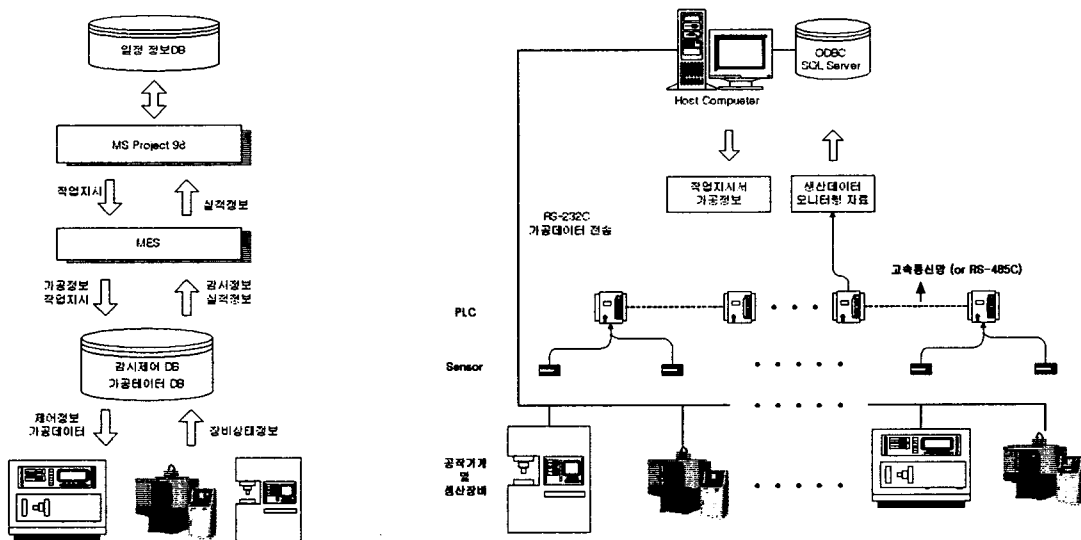 일정 정보DB
MS Project 98
작업지시
실적정보
MES
가공정보
작업지시
감시정보
실적정보
감시제어 DB
가공데이터 DB
제어정보
가공데이터
장비상태정보
ODBC
SQL Server
Host Compueter
작업지시서
가공정보
생산데이터
모니터링 자료
RS-232C
가공데이터 전송
고속통신망 (or RS-485C)
PLC
Sensor
공작기계
및
생산장비